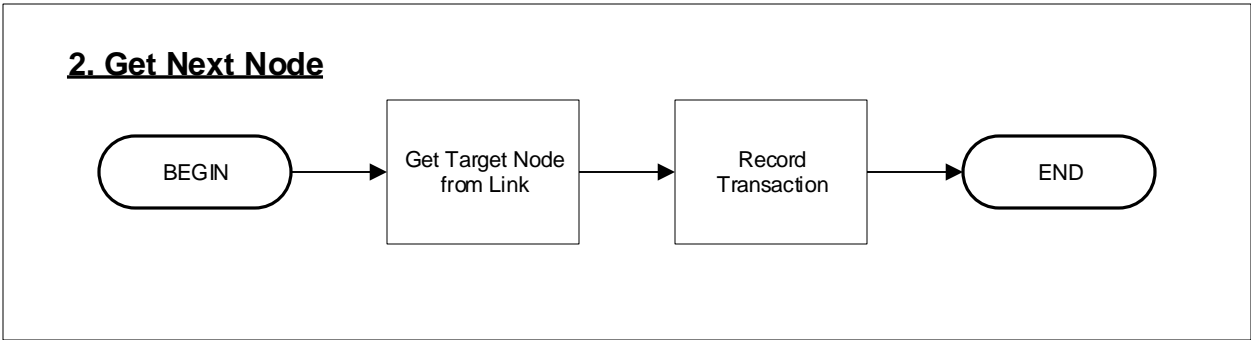 2. Get Next Node
BEGIN
Get Target Node
from Link
Record
Transaction
END